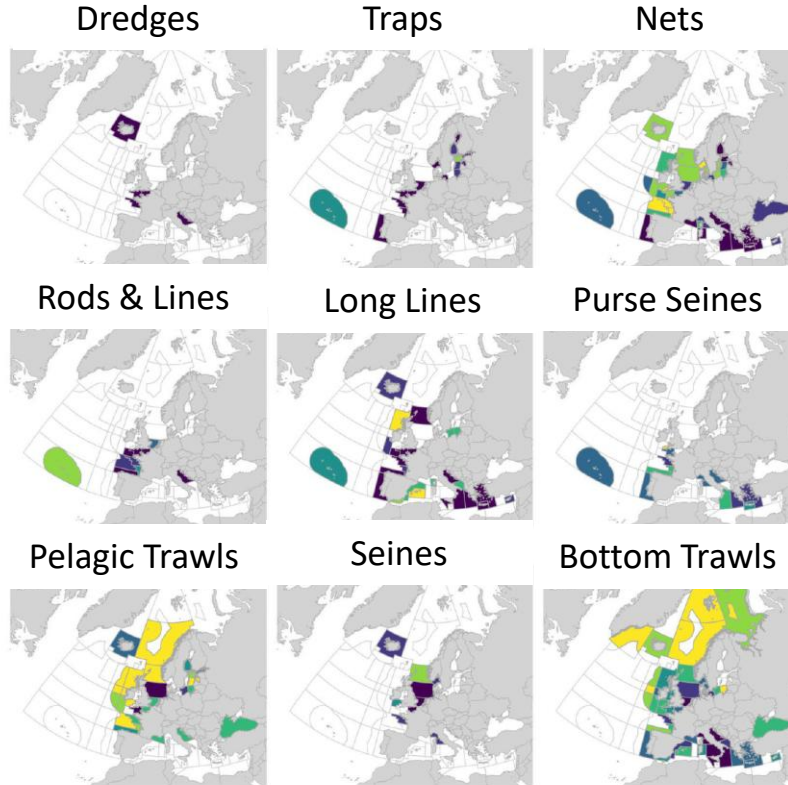 Dredges
Traps
Nets
Rods & Lines
Long Lines
Purse Seines
Pelagic Trawls
Seines
Bottom Trawls